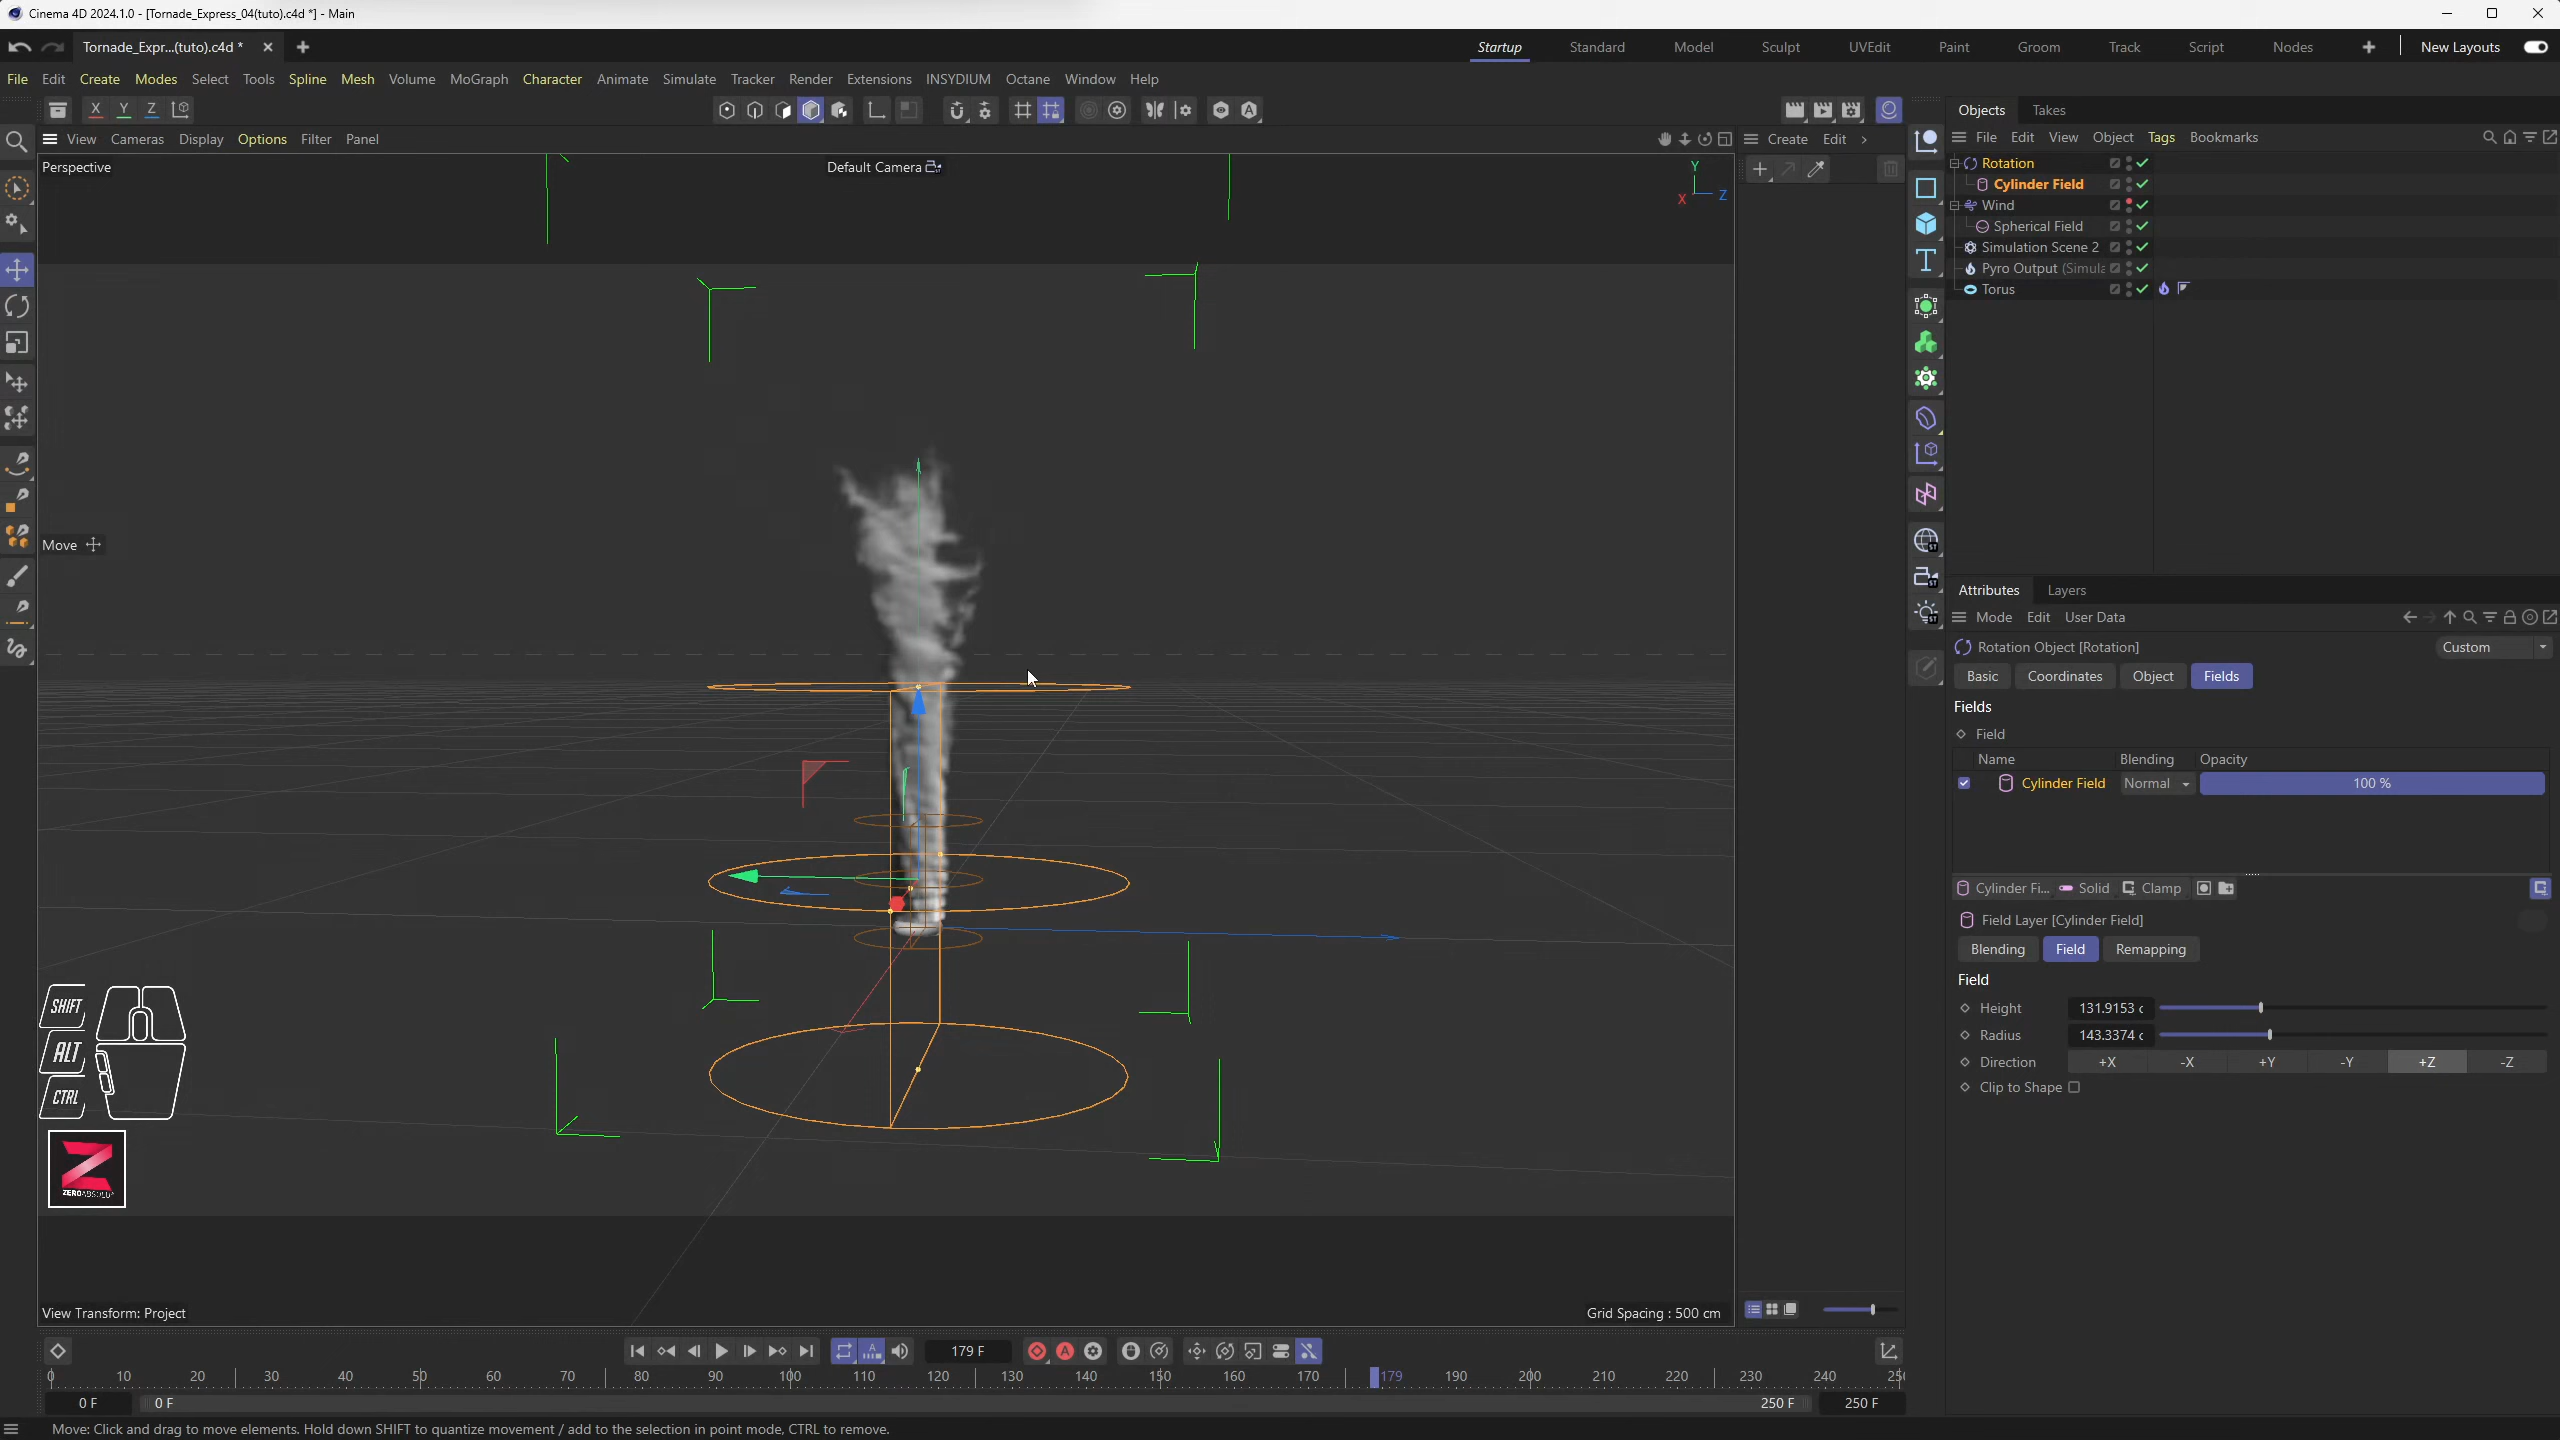 Cinema 4D 2024.1.0 - [Tornade_Express_04(tuto).c4d *] - Main
Tornade_Expr...(tuto).c4d *
Startup Standard Model Sculpt UVEdit Paint Groom Track Script Nodes New Layouts
File Edit Create Modes Select Tools Spline Mesh Volume MoGraph Character Animate Simulate Tracker Render Extensions INSYDIUM Octane Window Help
X Y Z
Objects Takes
View Cameras Display Options Filter Panel
Create Edit >
File Edit View Object Tags Bookmarks
Perspective
Default Camera
Y
X Z
Rotation
Cylinder Field
Wind
Spherical Field
Simulation Scene 2
Pyro Output (Simula
Torus
Move
Attributes Layers
Mode Edit User Data
Rotation Object [Rotation] Custom
Basic Coordinates Object Fields
Fields
Field
Name Blending Opacity
Cylinder Field Normal 100 %
Cylinder Fi... Solid Clamp
Field Layer [Cylinder Field]
Blending Field Remapping
Field
Height 131.9153 c
Radius 143.3374 c
Direction +X -X +Y -Y +Z -Z
Clip to Shape
SHIFT
ALT
CTRL
ZEROABSOLU
View Transform: Project
Grid Spacing : 500 cm
179 F
0 10 20 30 40 50 60 70 80 90 100 110 120 130 140 150 160 170 179 190 200 210 220 230 240 25
0 F 0 F 250 F 250 F
Move: Click and drag to move elements. Hold down SHIFT to quantize movement / add to the selection in point mode, CTRL to remove.